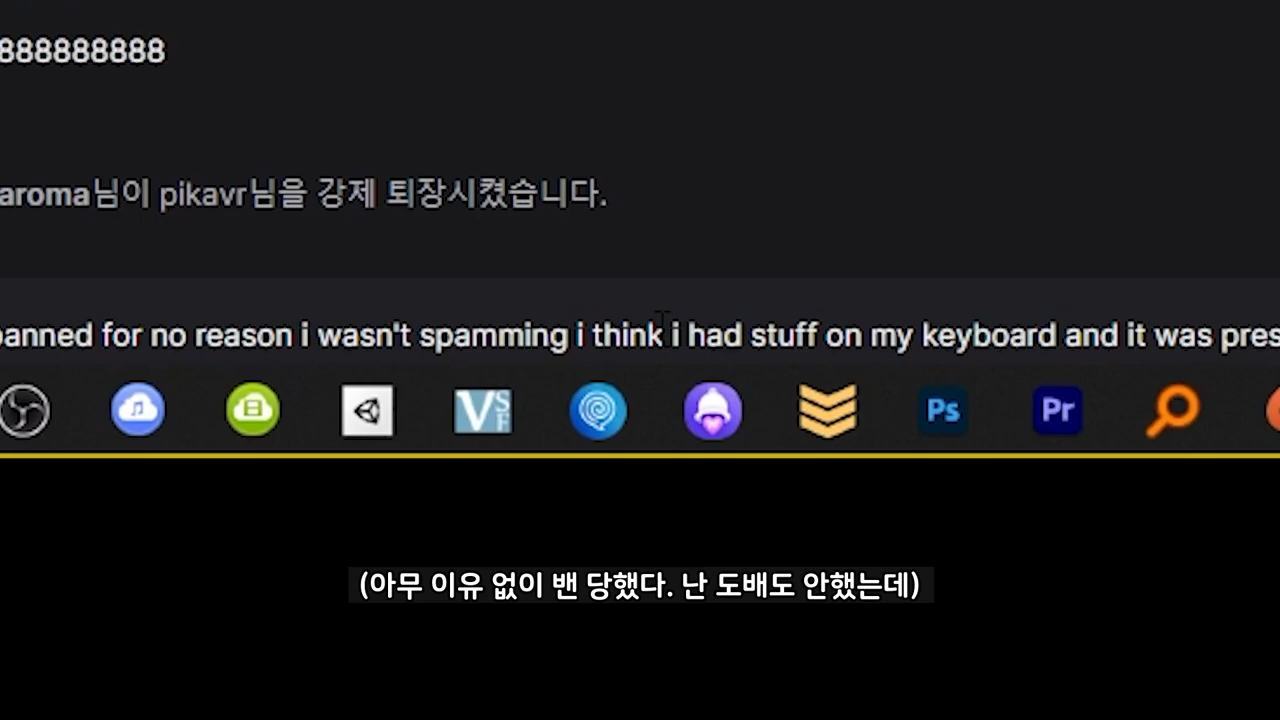 888888888
aroma님이 pikavr님을 강제 퇴장시켰습니다.
banned for no reason i wasn't spamming i think i had stuff on my keyboard and it was pres
VSF
Ps
Pr
(아무 이유 없이 밴 당했다. 난 도배도 안했는데)